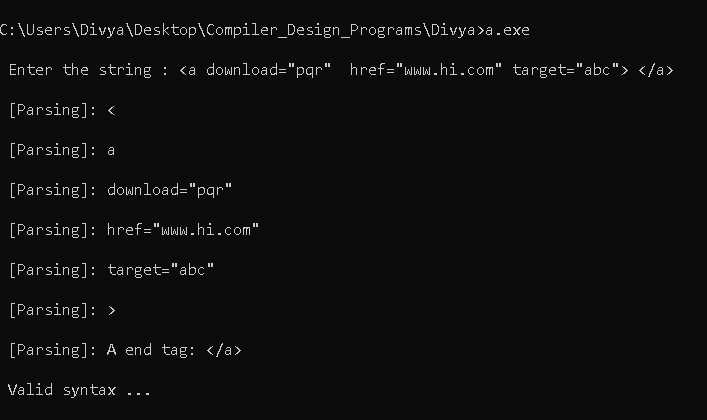 C:\Users\Divya\Desktop\Compiler_Design_Programs\Divya>a.exe
Enter the string : <a download="pqr"  href="www.hi.com" target="abc"> </a>
[Parsing]: <
[Parsing]: a
[Parsing]: download="pqr"
[Parsing]: href="www.hi.com"
[Parsing]: target="abc"
[Parsing]: >
[Parsing]: A end tag: </a>
Valid syntax ...